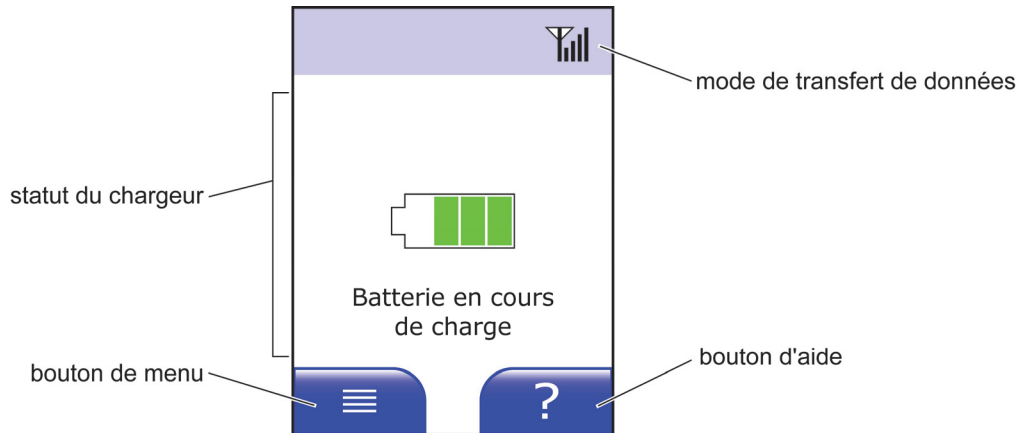 mode de transfert de données
statut du chargeur
Batterie en cours
de charge
bouton de menu
bouton d'aide
?